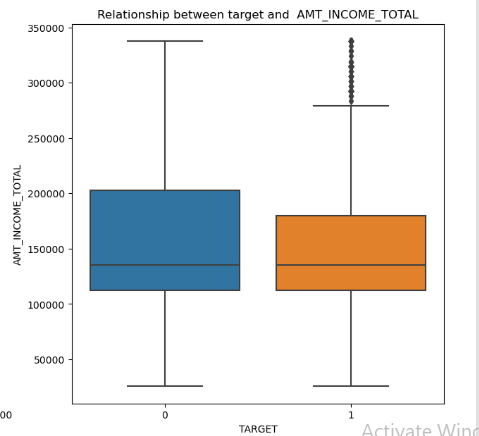 Relationship between target and  AMT_INCOME_TOTAL
350000
300000
250000
200000
150000
100000
50000
AMT_INCOME_TOTAL
00
0
1
TARGET
Activate Wind